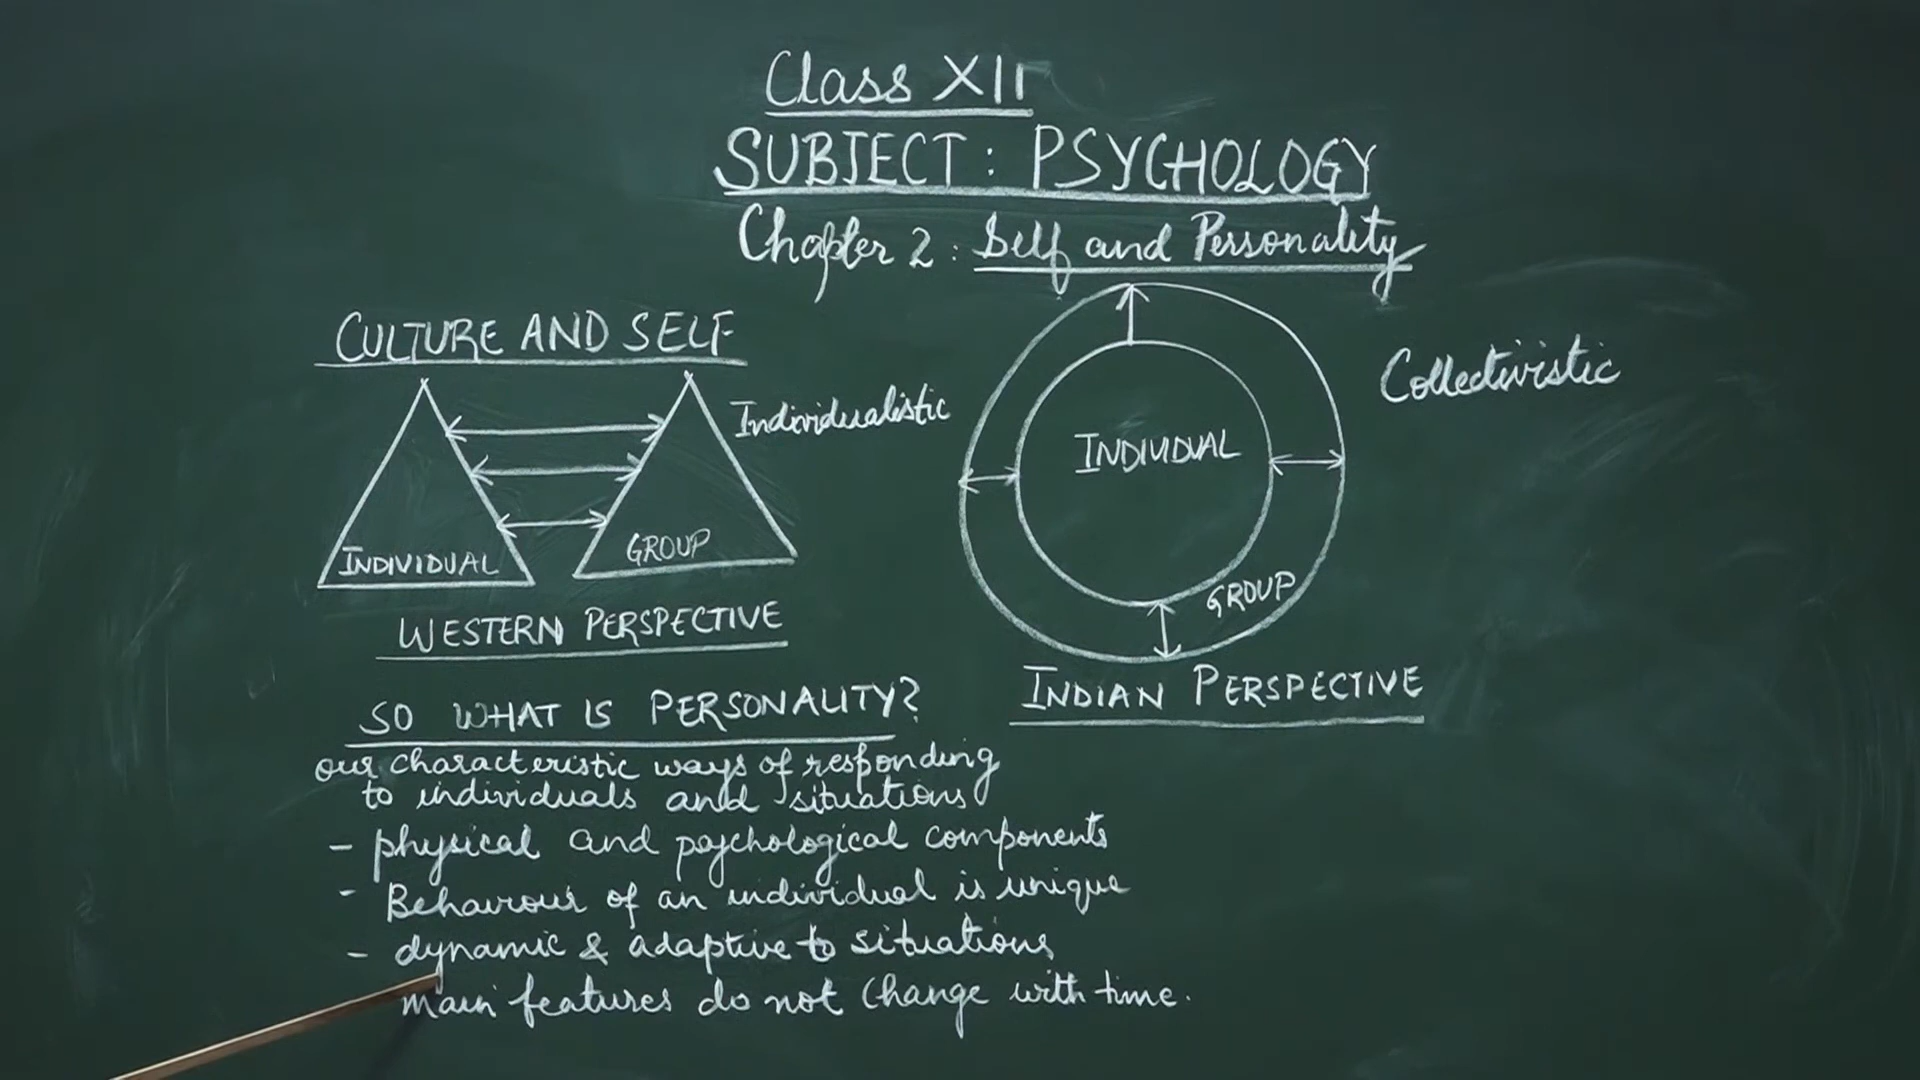 Class XII
SUBJECT: PSYCHOLOGY
Chapter 2: Self and Personality
CULTURE AND SELF
Individualistic
INDIVIDUAL
GROUP
WESTERN PERSPECTIVE
Collectivistic
INDIVIDUAL
GROUP
INDIAN PERSPECTIVE
SO WHAT IS PERSONALITY?
our characteristic ways of responding
to individuals and situations
- physical and psychological components
- Behaviour of an individual is unique
- dynamic & adaptive to situations
main features do not change with time.